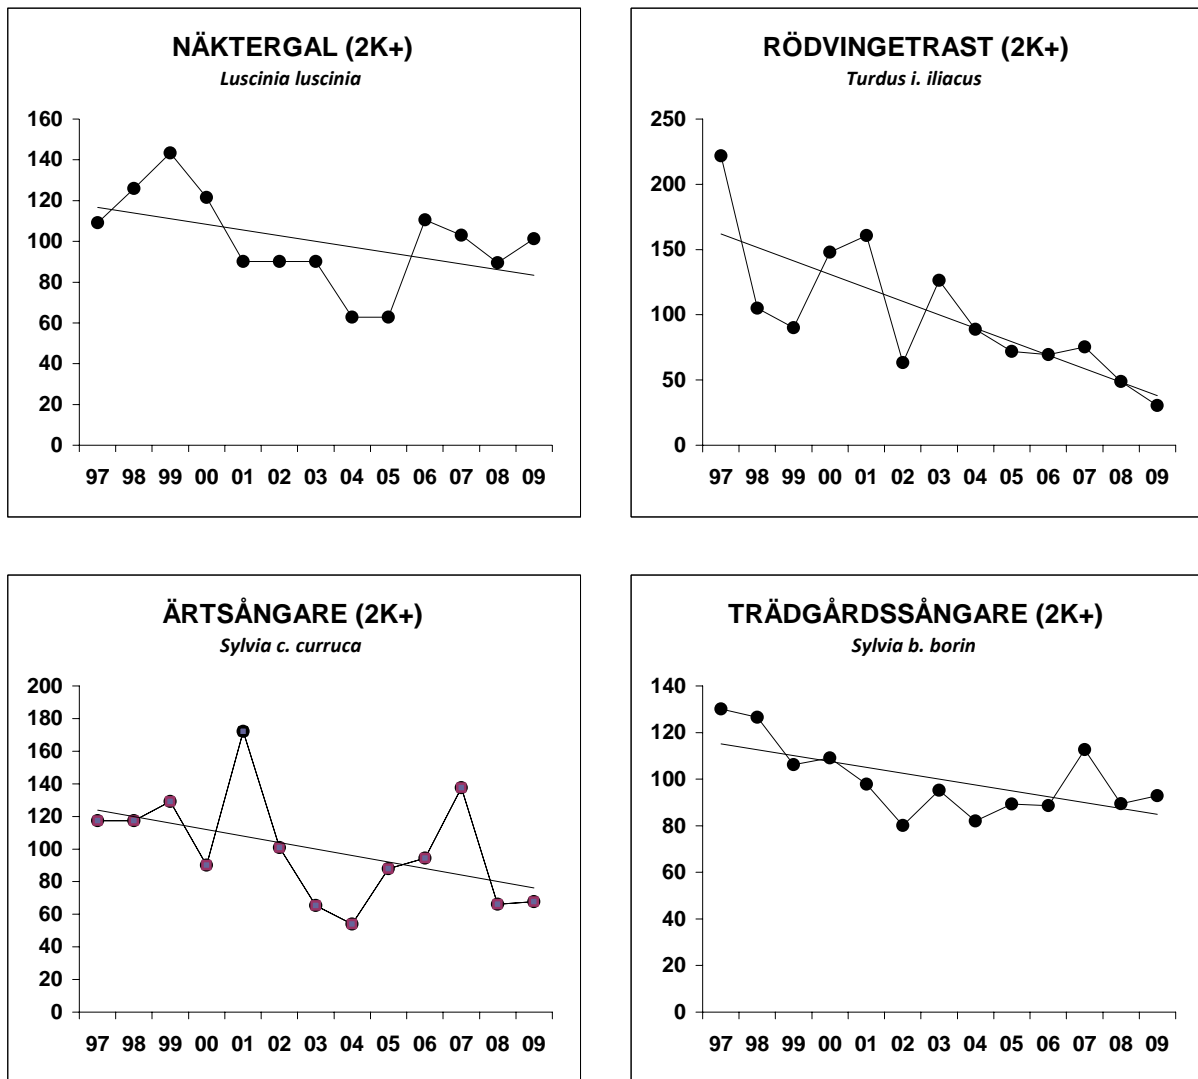 NÄKTERGAL (2K+)
Luscinia luscinia
160
140
120
100
80
60
40
20
0
97 98 99 00 01 02 03 04 05 06 07 08 09
RÖDVINGETRAST (2K+)
Turdus i. iliacus
250
200
150
100
50
0
97 98 99 00 01 02 03 04 05 06 07 08 09
ÄRTSÅNGARE (2K+)
Sylvia c. curruca
200
180
160
140
120
100
80
60
40
20
0
97 98 99 00 01 02 03 04 05 06 07 08 09
TRÄDGÅRDSSÅNGARE (2K+)
Sylvia b. borin
140
120
100
80
60
40
20
0
97 98 99 00 01 02 03 04 05 06 07 08 09